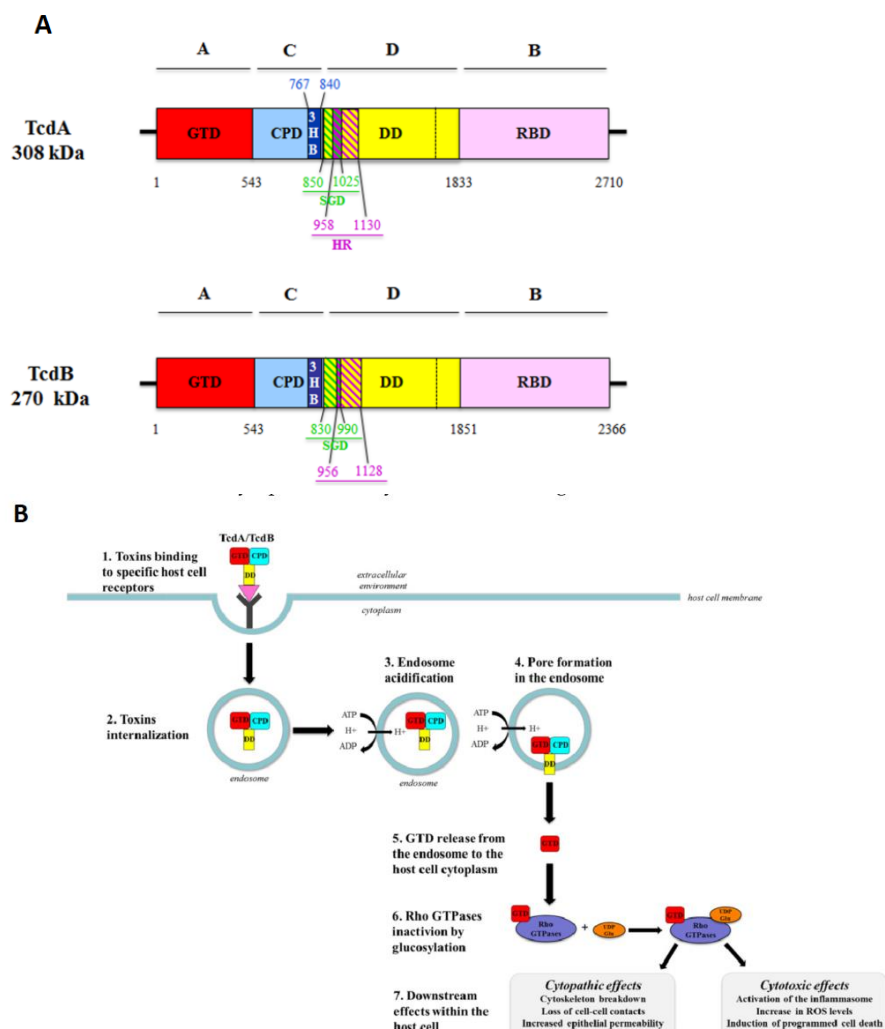 A
A C D B
767 840
TcdA
308 kDa
GTD CPD 3HB DD RBD
1 543 850 1025 1833 2710
SGD
958 1130
HR
A C D B
TcdB
270 kDa
GTD CPD 3HB DD RBD
1 543 830 990 1851 2366
SGD
956 1128
B
TcdA/TcdB
1. Toxins binding
to specific host cell
receptors
GTD CPD
DD
extracellular
environment
cytoplasm
host cell membrane
2. Toxins
internalization
GTD CPD
DD
endosome
3. Endosome
acidification
ATP
H+
ADP
H+
GTD CPD
DD
endosome
4. Pore formation
in the endosome
ATP
H+
ADP
H+
GTD CPD
DD
5. GTD release from
the endosome to the
host cell cytoplasm
GTD
6. Rho GTPases
inactivion by
glucosylation
GTD
Rho
GTPases
+
UDP
Glu
GTD
UDP
Glu
Rho
GTPases
7. Downstream
effects within the
host cell
Cytopathic effects
Cytoskeleton breakdown
Loss of cell-cell contacts
Increased epithelial permeability
Cytotoxic effects
Activation of the inflammasome
Increase in ROS levels
Induction of programmed cell death